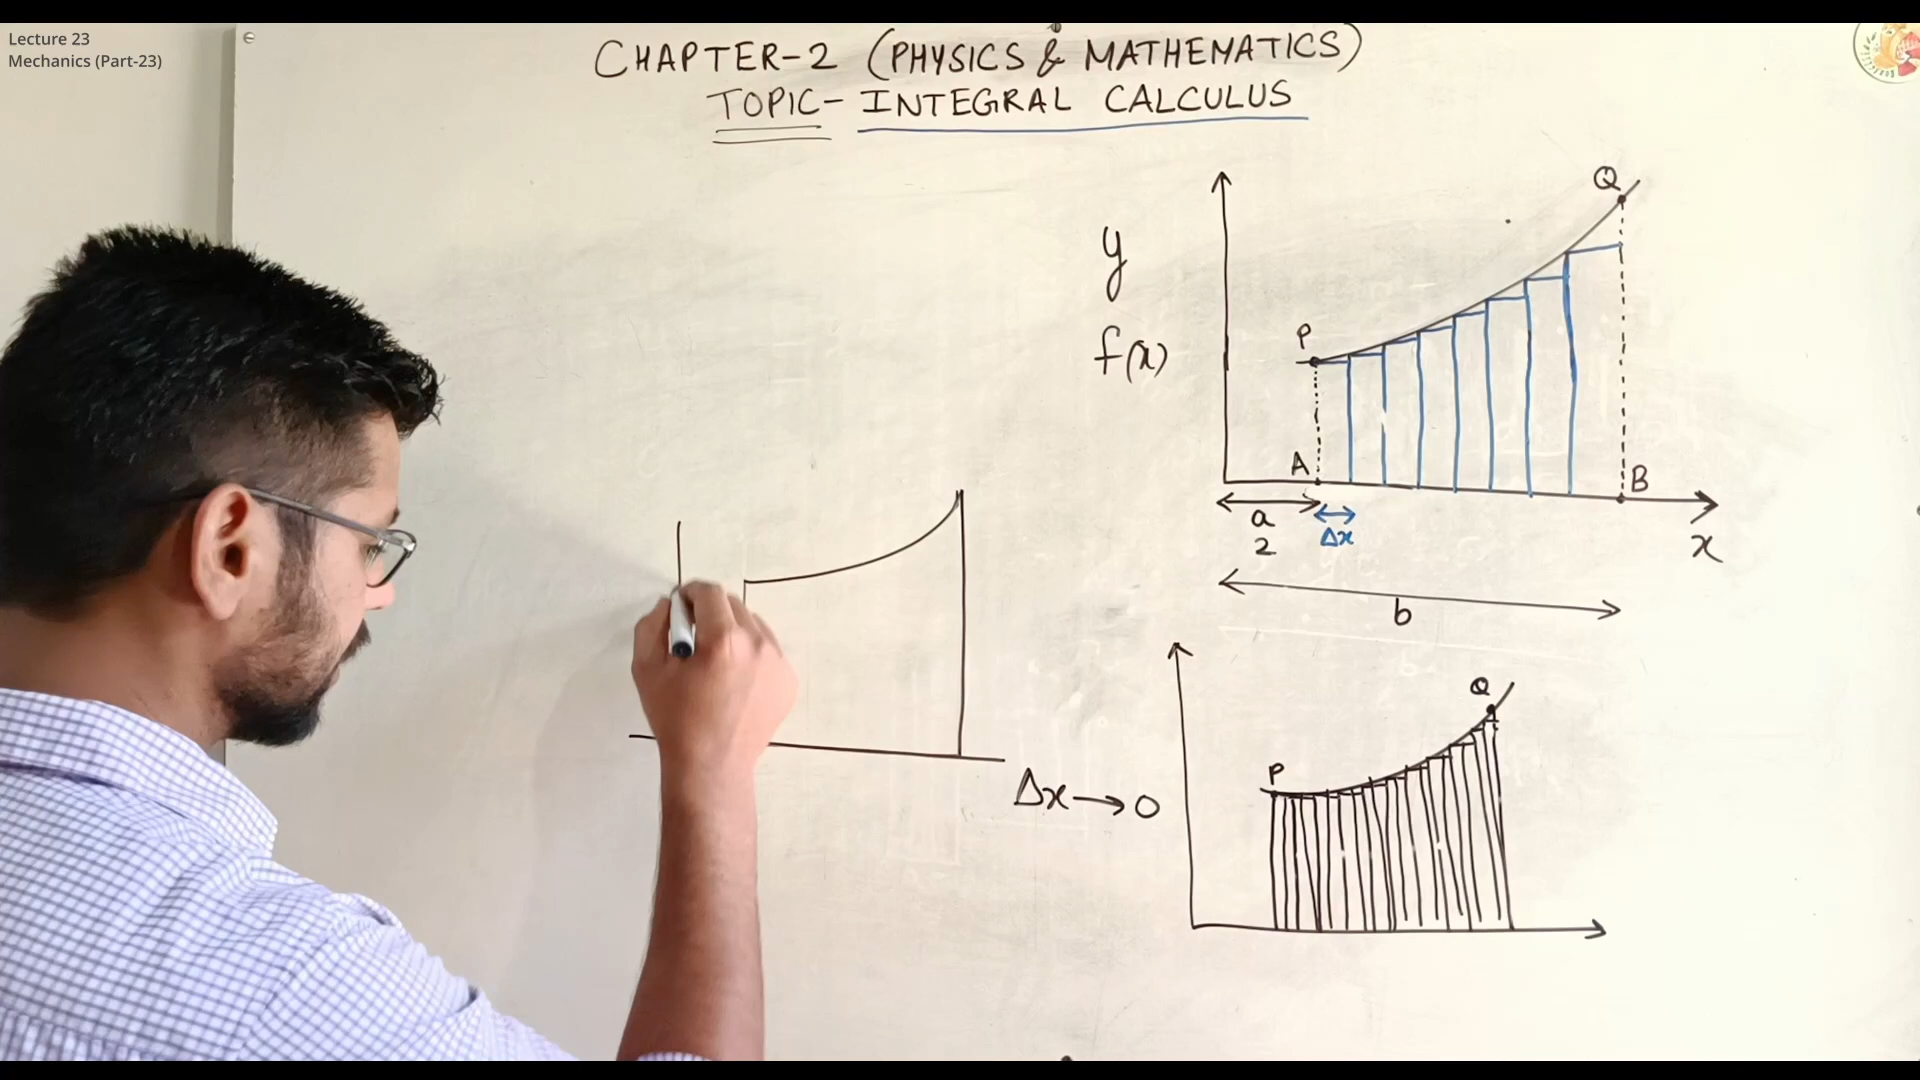 Lecture 23
Mechanics (Part-23)
CHAPTER-2 (PHYSICS & MATHEMATICS)
TOPIC- INTEGRAL CALCULUS
Q
y
P
f(x)
A
B
a
Δx
2
x
b
Q
P
Δx → 0